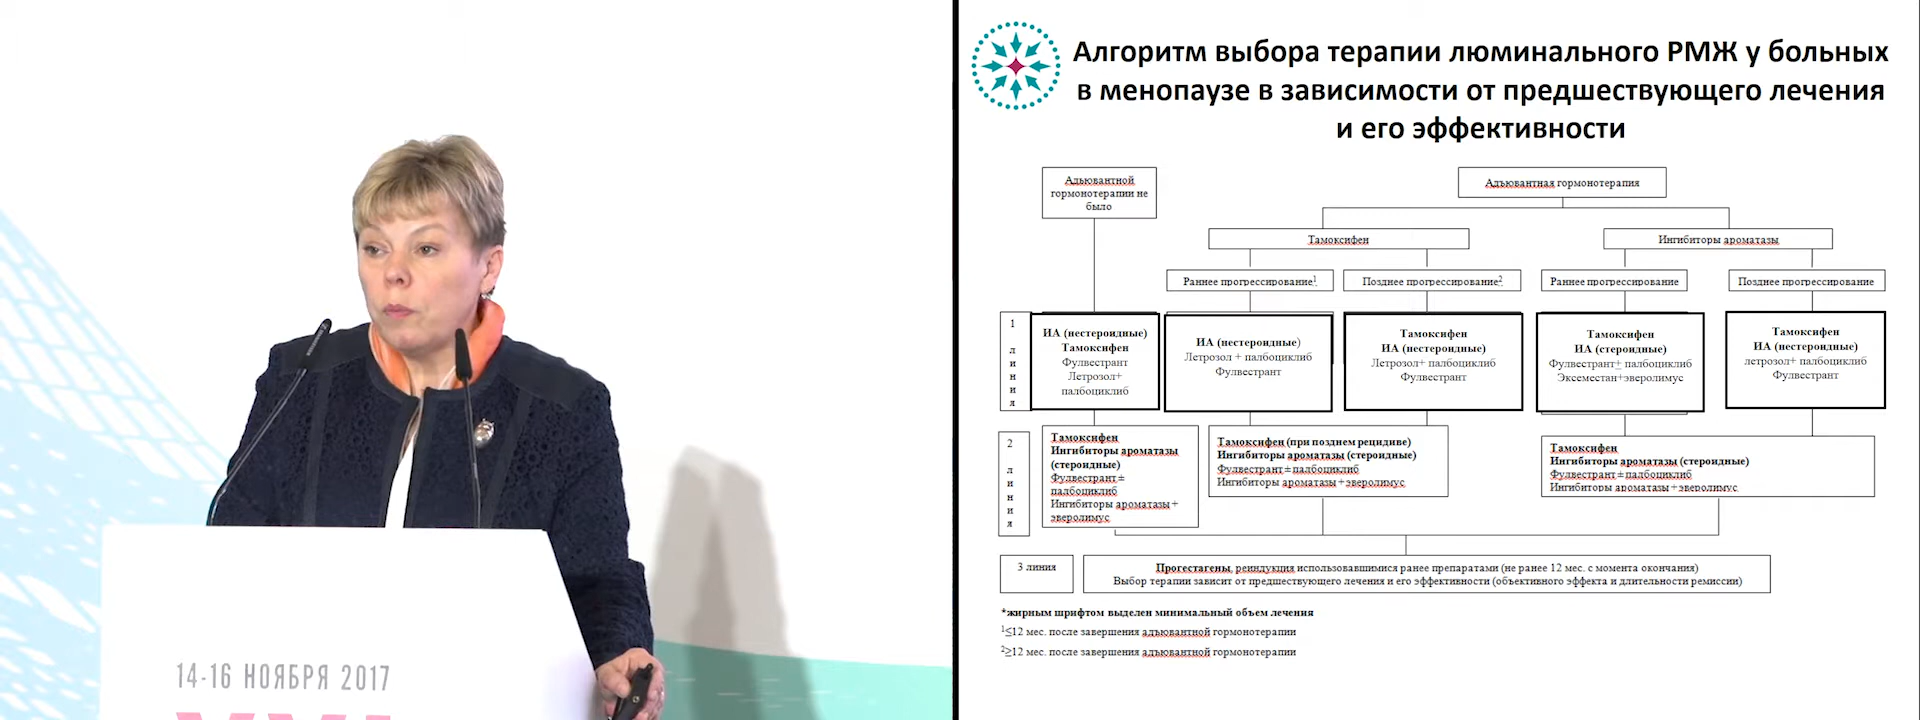 14-16 НОЯБРЯ 2017
Алгоритм выбора терапии люминального РМЖ у больных
в менопаузе в зависимости от предшествующего лечения
и его эффективности
Адъювантной
гормонотерапии не
было
Адъювантная гормонотерапия
Тамоксифен
Ингибиторы ароматазы
Раннее прогрессирование¹
Позднее прогрессирование²
Раннее прогрессирование
Позднее прогрессирование
1
л
и
н
и
я
ИА (нестероидные)
Тамоксифен
Фулвестрант
Летрозол+
палбоциклиб
ИА (нестероидные)
Летрозол + палбоциклиб
Фулвестрант
Тамоксифен
ИА (нестероидные)
Летрозол+ палбоциклиб
Фулвестрант
Тамоксифен
ИА (стероидные)
Фулвестрант± палбоциклиб
Эксеместан+эверолимус
Тамоксифен
ИА (нестероидные)
летрозол+ палбоциклиб
Фулвестрант
2
л
и
н
и
я
Тамоксифен
Ингибиторы ароматазы
(стероидные)
Фулвестрант ±
палбоциклиб
Ингибиторы ароматазы +
эверолимус
Тамоксифен (при позднем рецидиве)
Ингибиторы ароматазы (стероидные)
Фулвестрант ± палбоциклиб
Ингибиторы ароматазы + эверолимус
Тамоксифен
Ингибиторы ароматазы (стероидные)
Фулвестрант ± палбоциклиб
Ингибиторы ароматазы + эверолимус
3 линия
Прогестагены, реиндукция использовавшимися ранее препаратами (не ранее 12 мес. с момента окончания)
Выбор терапии зависит от предшествующего лечения и его эффективности (объективного эффекта и длительности ремиссии)
*жирным шрифтом выделен минимальный объем лечения
¹≤12 мес. после завершения адъювантной гормонотерапии
²≥12 мес. после завершения адъювантной гормонотерапии